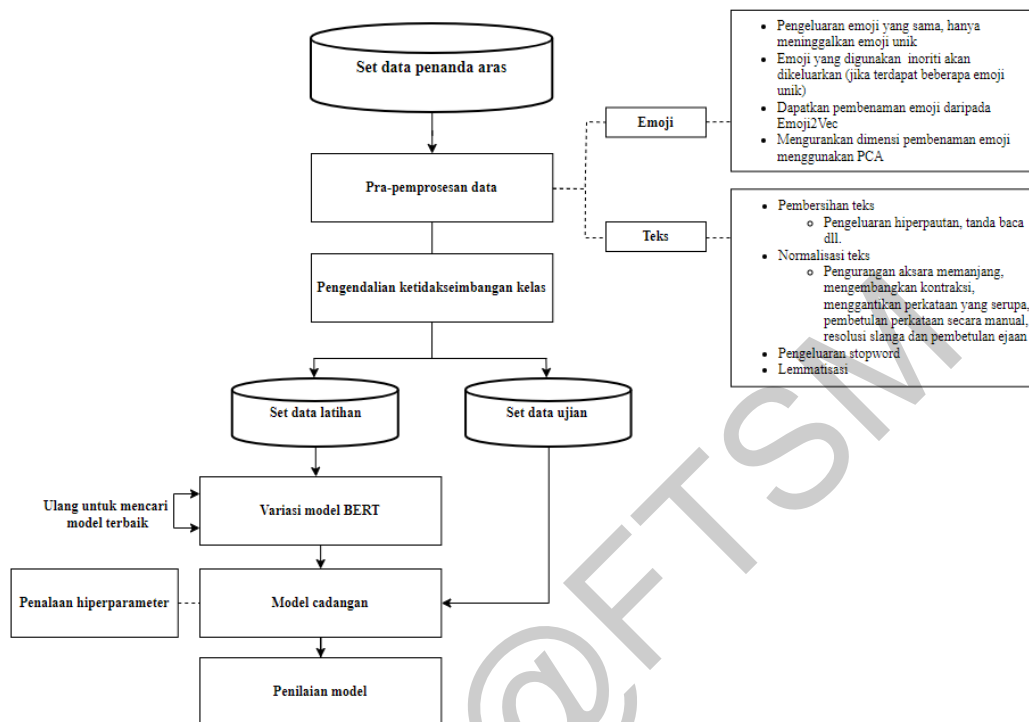 Set data penanda aras
Pra-pemprosesan data
Emoji
Pengeluaran emoji yang sama, hanya
meninggalkan emoji unik
Emoji yang digunakan inoriti akan
dikeluarkan (jika terdapat beberapa emoji
unik)
Dapatkan pembenaman emoji daripada
Emoji2Vec
Mengurankan dimensi pembenaman emoji
menggunakan PCA
Teks
Pembersihan teks
Pengeluaran hiperpautan, tanda baca
dll.
Normalisasi teks
Pengurangan aksara memanjang,
mengembangkan kontraksi,
menggantikan perkataan yang serupa,
pembetulan perkataan secara manual,
resolusi slanga dan pembetulan ejaan
Pengeluaran stopword
Lemmatisasi
Pengendalian ketidakseimbangan kelas
Set data latihan
Set data ujian
Ulang untuk mencari
model terbaik
Variasi model BERT
Penalaan hiperparameter
Model cadangan
Penilaian model
@FTSM